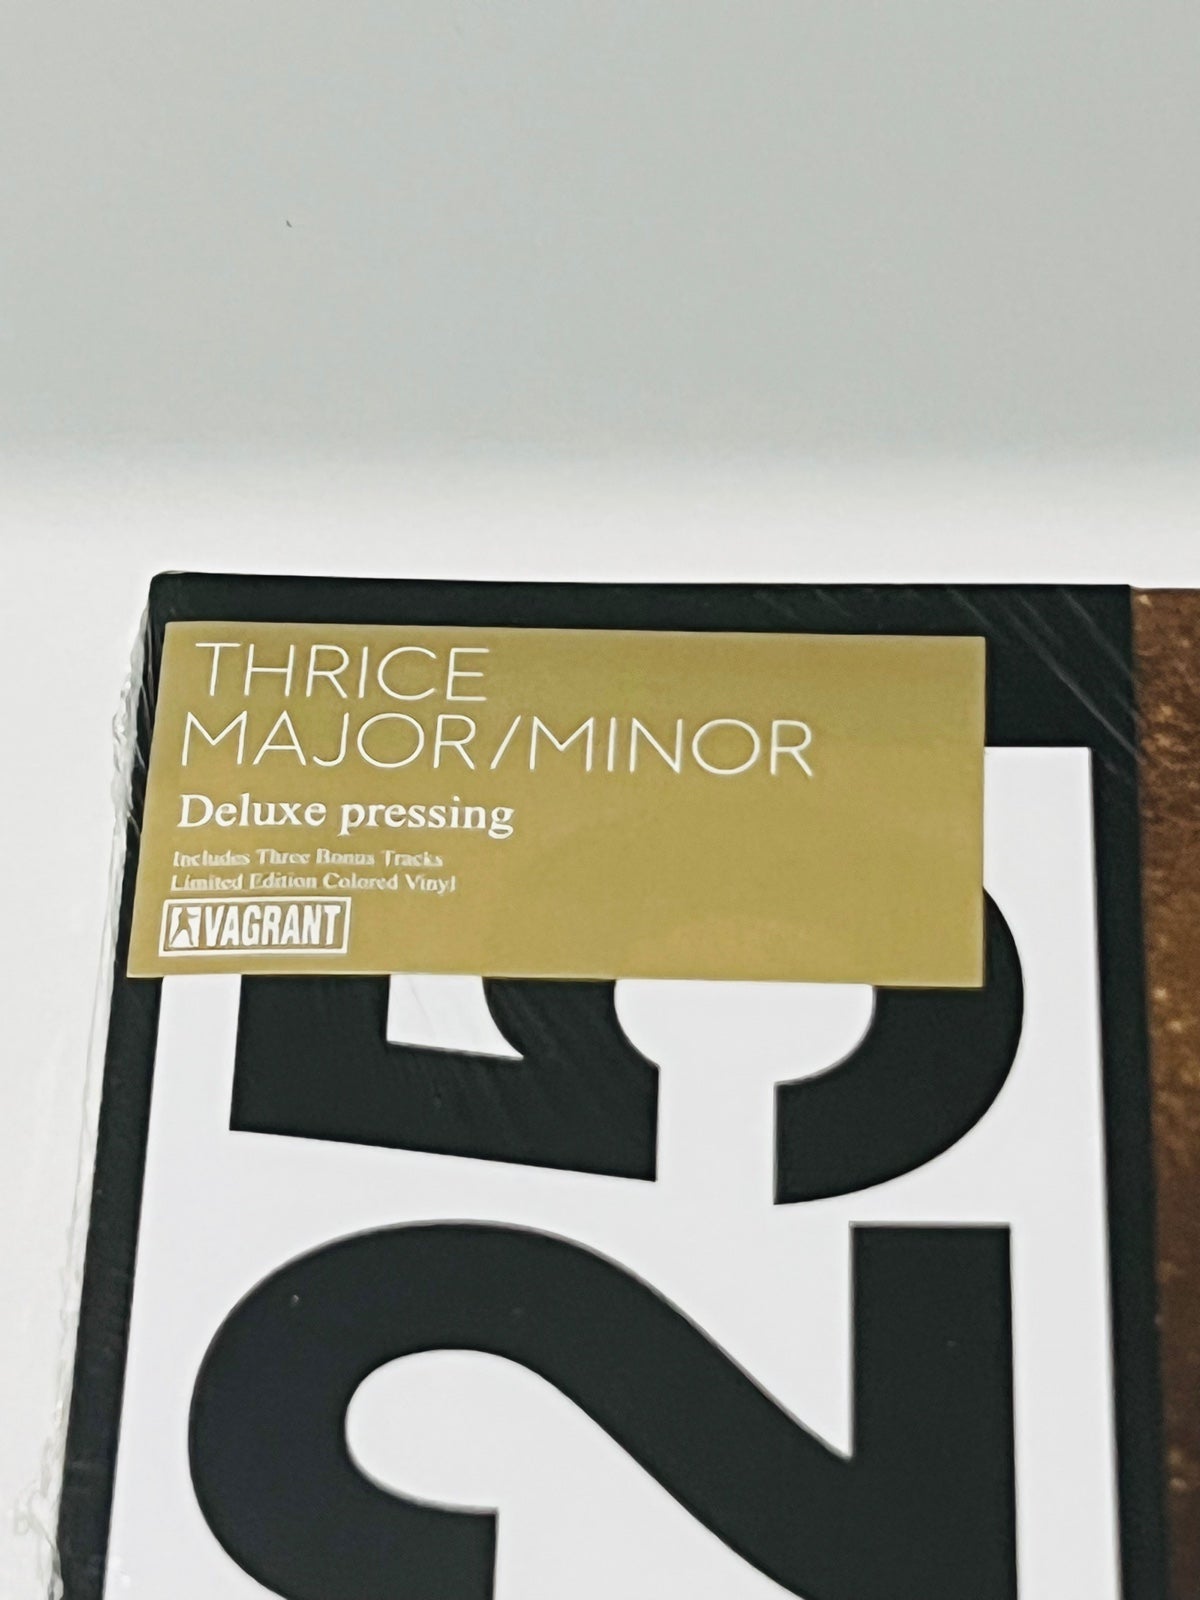 THRICE
MAJOR/MINOR
Deluxe pressing
Includes Three Bonus Tracks
Limited Edition Colored Vinyl
VAGRANT